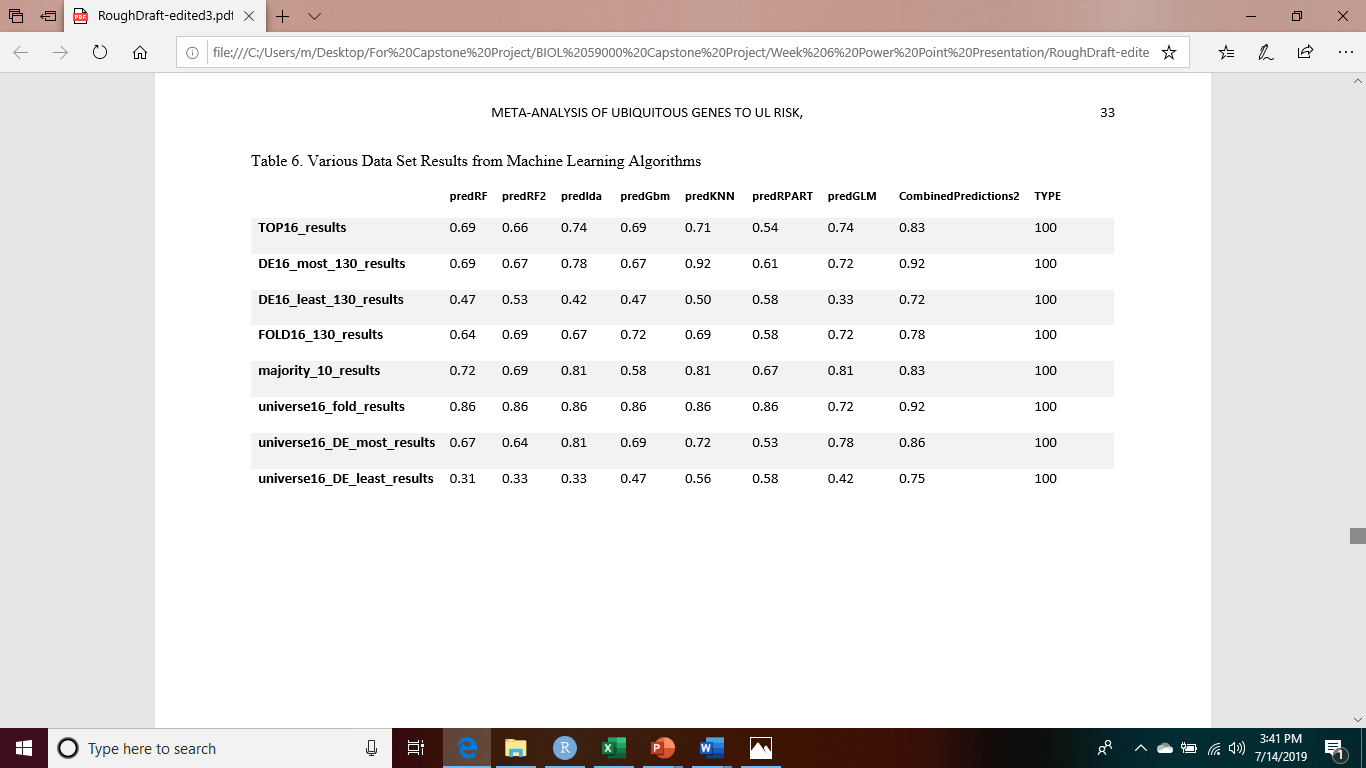 RoughDraft-edited3.pdf
file:///C:/Users/m/Desktop/For%20Capstone%20Project/BIOL%2059000%20Capstone%20Project/Week%206%20Power%20Point%20Presentation/RoughDraft-edite
META-ANALYSIS OF UBIQUITOUS GENES TO UL RISK, 33
Table 6. Various Data Set Results from Machine Learning Algorithms
predRF predRF2 predlda predGbm predKNN predRPART predGLM CombinedPredictions2 TYPE
TOP16_results 0.69 0.66 0.74 0.69 0.71 0.54 0.74 0.83 100
DE16_most_130_results 0.69 0.67 0.78 0.67 0.92 0.61 0.72 0.92 100
DE16_least_130_results 0.47 0.53 0.42 0.47 0.50 0.58 0.33 0.72 100
FOLD16_130_results 0.64 0.69 0.67 0.72 0.69 0.58 0.72 0.78 100
majority_10_results 0.72 0.69 0.81 0.58 0.81 0.67 0.81 0.83 100
universe16_fold_results 0.86 0.86 0.86 0.86 0.86 0.86 0.72 0.92 100
universe16_DE_most_results 0.67 0.64 0.81 0.69 0.72 0.53 0.78 0.86 100
universe16_DE_least_results 0.31 0.33 0.33 0.47 0.56 0.58 0.42 0.75 100
Type here to search
3:41 PM
7/14/2019
1